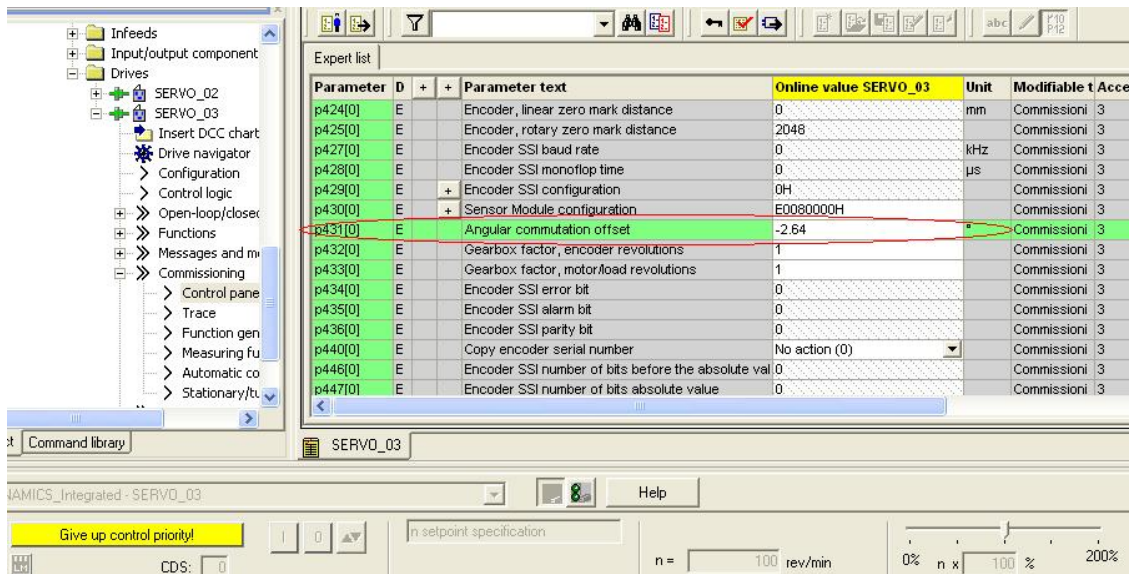 Infeeds
Input/output component
Drives
SERVO_02
SERVO_03
Insert DCC chart
Drive navigator
Configuration
Control logic
Open-loop/closed
Functions
Messages and m
Commissioning
Control pane
Trace
Function gen
Measuring fu
Automatic co
Stationary/tu
Command library
abc
Expert list
Parameter D + + Parameter text Online value SERVO_03 Unit Modifiable t Acce
p424[0] E Encoder, linear zero mark distance 0 mm Commissioni 3
p425[0] E Encoder, rotary zero mark distance 2048 Commissioni 3
p427[0] E Encoder SSI baud rate 0 kHz Commissioni 3
p428[0] E Encoder SSI monoflop time 0 µs Commissioni 3
p429[0] E + Encoder SSI configuration 0H Commissioni 3
p430[0] E + Sensor Module configuration E0080000H Commissioni 3
p431[0] E Angular commutation offset -2.64 ° Commissioni 3
p432[0] E Gearbox factor, encoder revolutions 1 Commissioni 3
p433[0] E Gearbox factor, motor/load revolutions 1 Commissioni 3
p434[0] E Encoder SSI error bit 0 Commissioni 3
p435[0] E Encoder SSI alarm bit 0 Commissioni 3
p436[0] E Encoder SSI parity bit 0 Commissioni 3
p440[0] E Copy encoder serial number No action (0) Commissioni 3
p446[0] E Encoder SSI number of bits before the absolute val 0 Commissioni 3
p447[0] E Encoder SSI number of bits absolute value 0 Commissioni 3
SERVO_03
NAMICS_Integrated - SERVO_03 Help
Give up control priority! I 0 n setpoint specification
CDS: 0 n = 100 rev/min 0% n x 100 % 200%